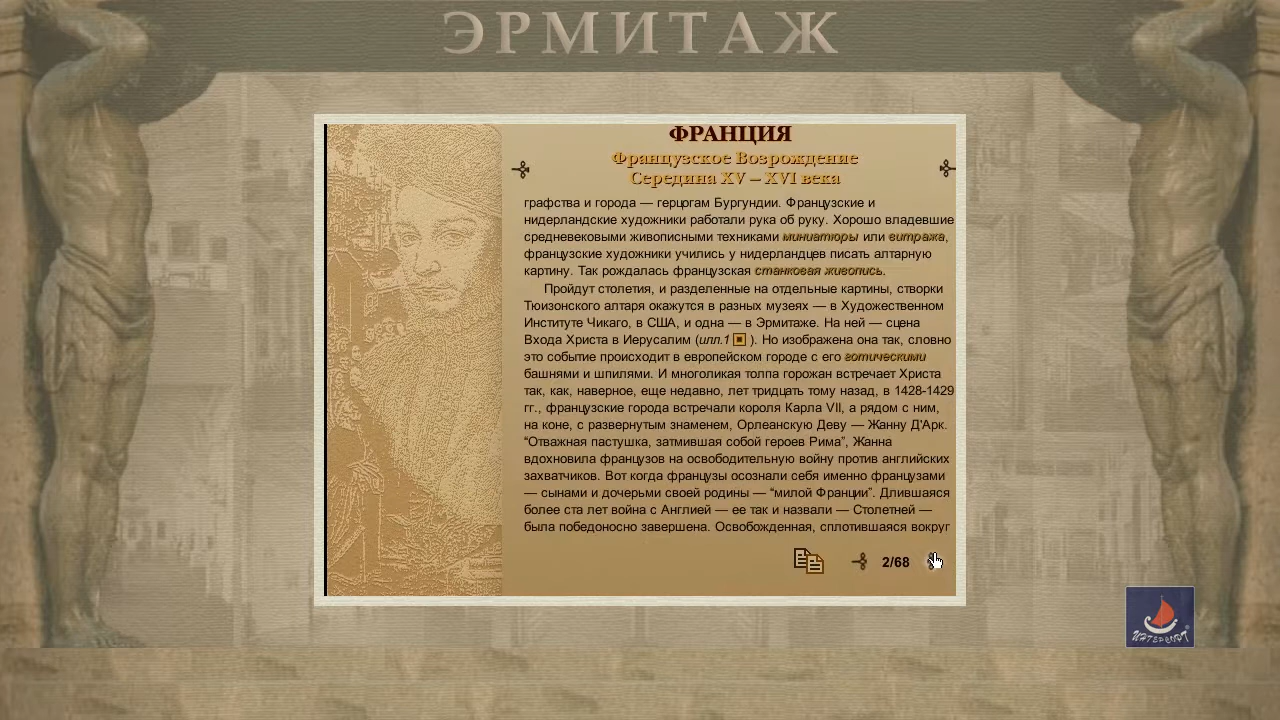 ЭРМИТАЖ
ФРАНЦИЯ
Французское Возрождение
Середина XV – XVI века
графства и города — герцогам Бургундии. Французские и
нидерландские художники работали рука об руку. Хорошо владевшие
средневековыми живописными техниками миниатюры или витража,
французские художники учились у нидерландцев писать алтарную
картину. Так рождалась французская станковая живопись.
Пройдут столетия, и разделенные на отдельные картины, створки
Тюизонского алтаря окажутся в разных музеях — в Художественном
Институте Чикаго, в США, и одна — в Эрмитаже. На ней — сцена
Входа Христа в Иерусалим (илл.1 ). Но изображена она так, словно
это событие происходит в европейском городе с его готическими
башнями и шпилями. И многоликая толпа горожан встречает Христа
так, как, наверное, еще недавно, лет тридцать тому назад, в 1428-1429
гг., французские города встречали короля Карла VII, а рядом с ним,
на коне, с развернутым знаменем, Орлеанскую Деву — Жанну Д'Арк.
“Отважная пастушка, затмившая собой героев Рима”, Жанна
вдохновила французов на освободительную войну против английских
захватчиков. Вот когда французы осознали себя именно французами
— сынами и дочерьми своей родины — “милой Франции”. Длившаяся
более ста лет война с Англией — ее так и назвали — Столетней —
была победоносно завершена. Освобожденная, сплотившаяся вокруг
2/68
ИНТЕРСОФТ